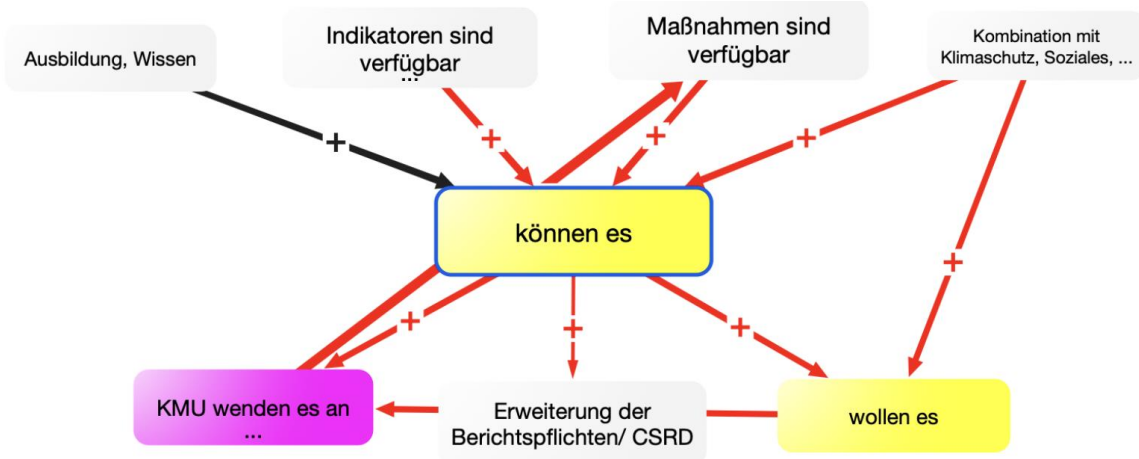 Ausbildung, Wissen
Indikatoren sind
verfügbar
...
Maßnahmen sind
verfügbar
Kombination mit
Klimaschutz, Soziales, ...
+
+
+
+
können es
+
+
+
+
KMU wenden es an
...
Erweiterung der
Berichtspflichten/ CSRD
wollen es